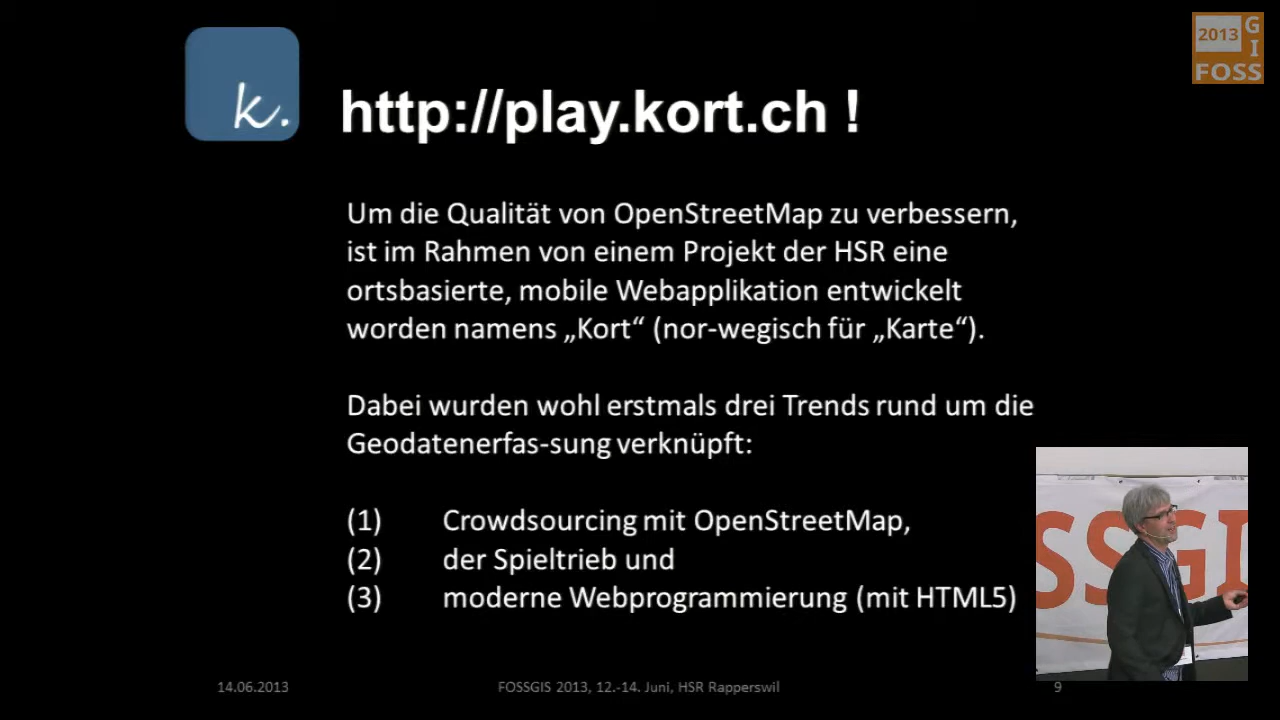 2013 GI
FOSS
k.
http://play.kort.ch !
Um die Qualität von OpenStreetMap zu verbessern,
ist im Rahmen von einem Projekt der HSR eine
ortsbasierte, mobile Webapplikation entwickelt
worden namens „Kort“ (nor-wegisch für „Karte“).
Dabei wurden wohl erstmals drei Trends rund um die
Geodatenerfas-sung verknüpft:
(1) Crowdsourcing mit OpenStreetMap,
(2) der Spieltrieb und
(3) moderne Webprogrammierung (mit HTML5)
SSGI
14.06.2013
FOSSGIS 2013, 12.-14. Juni, HSR Rapperswil
9